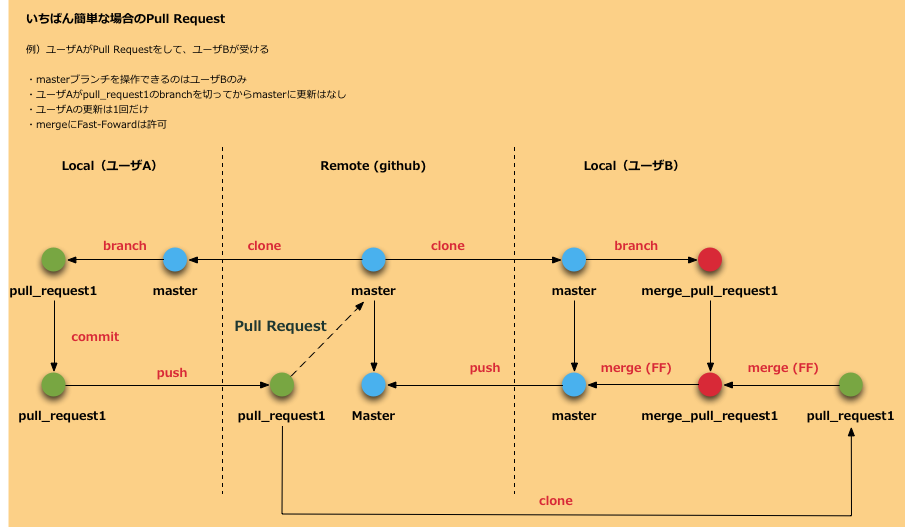 いちばん簡単な場合のPull Request
例）ユーザAがPull Requestをして、ユーザBが受ける
・masterブランチを操作できるのはユーザBのみ
・ユーザAがpull_request1のbranchを切ってからmasterに更新はなし
・ユーザAの更新は1回だけ
・mergeにFast-Fowardは許可
Local（ユーザA） Remote (github) Local（ユーザB）
branch clone clone branch
pull_request1 master master master merge_pull_request1
Pull Request
commit
push push merge (FF) merge (FF)
pull_request1 pull_request1 Master master merge_pull_request1 pull_request1
clone